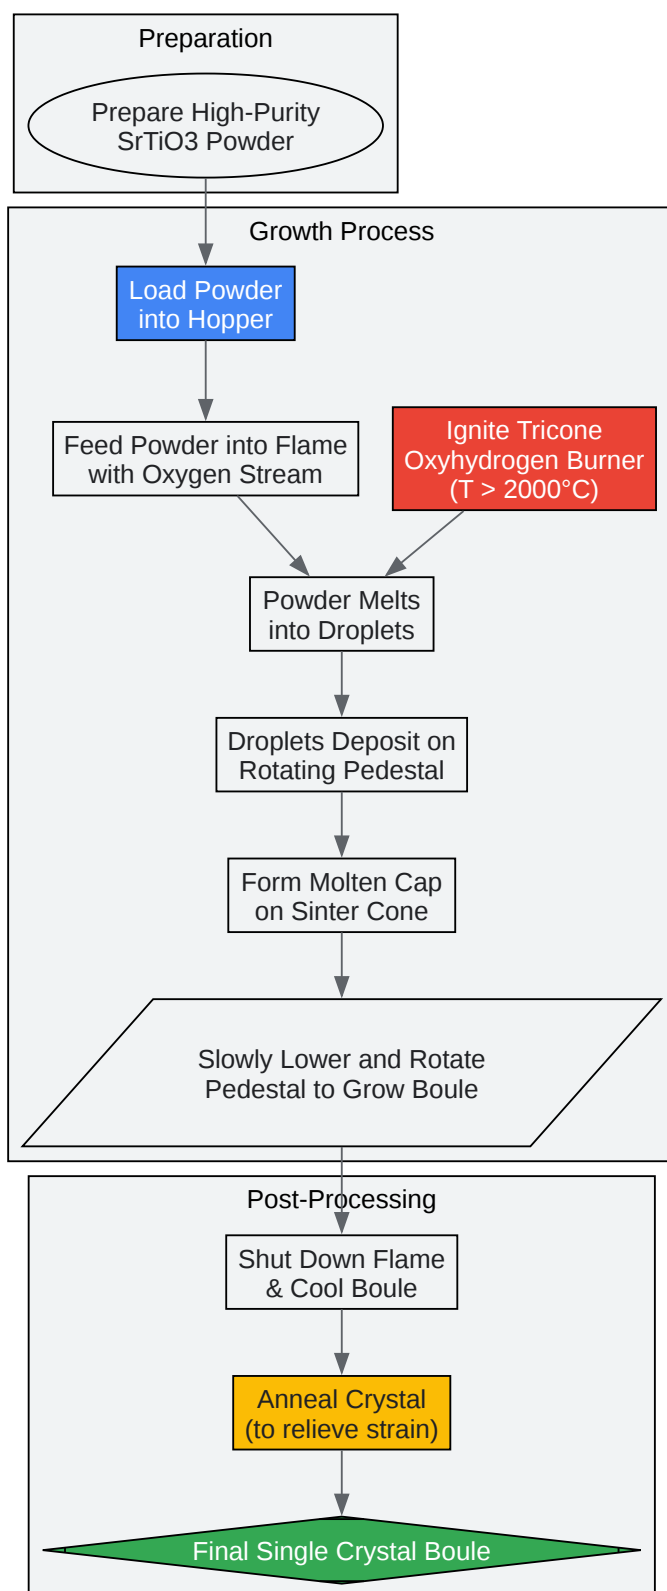 Preparation
Prepare High-Purity
SrTiO3 Powder
Growth Process
Load Powder
into Hopper
Feed Powder into Flame
with Oxygen Stream
Ignite Tricone
Oxyhydrogen Burner
(T > 2000°C)
Powder Melts
into Droplets
Droplets Deposit on
Rotating Pedestal
Form Molten Cap
on Sinter Cone
Slowly Lower and Rotate
Pedestal to Grow Boule
Post-Processing
Shut Down Flame
& Cool Boule
Anneal Crystal
(to relieve strain)
Final Single Crystal Boule